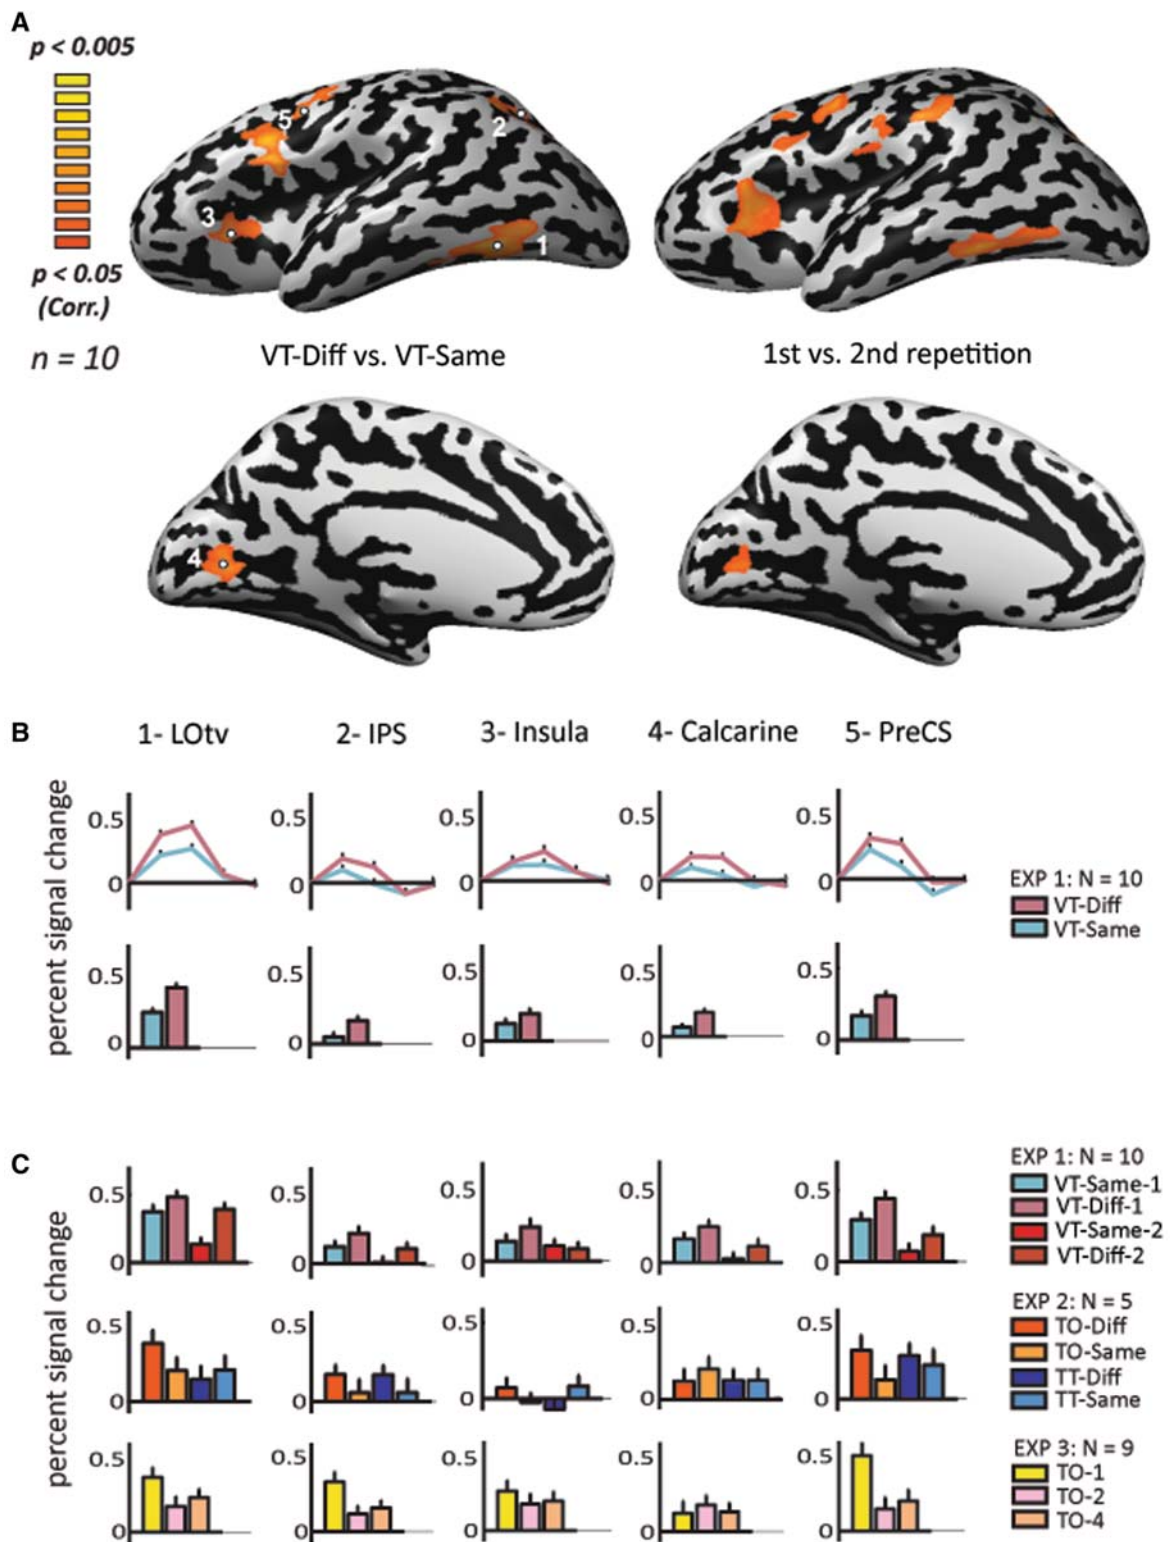 A
p < 0.005
p < 0.05
(Corr.)
n = 10
5
2
3
1
VT-Diff vs. VT-Same
1st vs. 2nd repetition
4
B
1- LOtv
2- IPS
3- Insula
4- Calcarine
5- PreCS
percent signal change
0.5
0
0.5
0
0.5
0
0.5
0
0.5
0
EXP 1: N = 10
VT-Diff
VT-Same
0.5
0
0.5
0
0.5
0
0.5
0
0.5
0
C
percent signal change
0.5
0
0.5
0
0.5
0
0.5
0
0.5
0
EXP 1: N = 10
VT-Same-1
VT-Diff-1
VT-Same-2
VT-Diff-2
0.5
0
0.5
0
0.5
0
0.5
0
0.5
0
EXP 2: N = 5
TO-Diff
TO-Same
TT-Diff
TT-Same
0.5
0
0.5
0
0.5
0
0.5
0
0.5
0
EXP 3: N = 9
TO-1
TO-2
TO-4